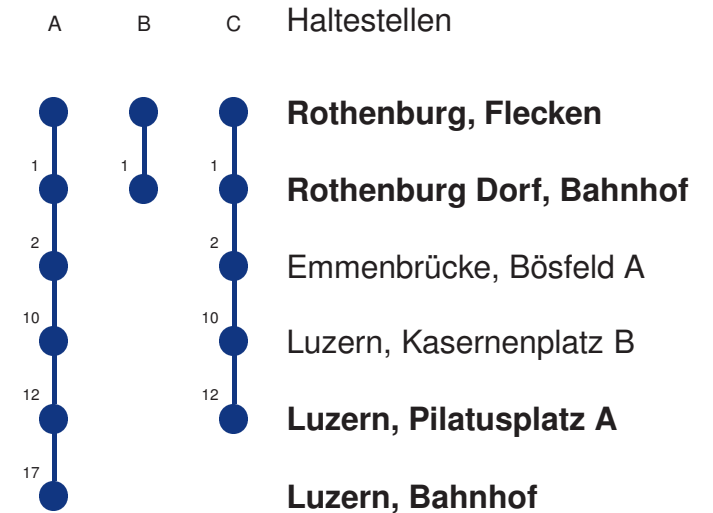 A B C Haltestellen
Rothenburg, Flecken
1 1 1 Rothenburg Dorf, Bahnhof
2 2 Emmenbrücke, Bösfeld A
10 10 Luzern, Kasernenplatz B
12 12 Luzern, Pilatusplatz A
17 Luzern, Bahnhof